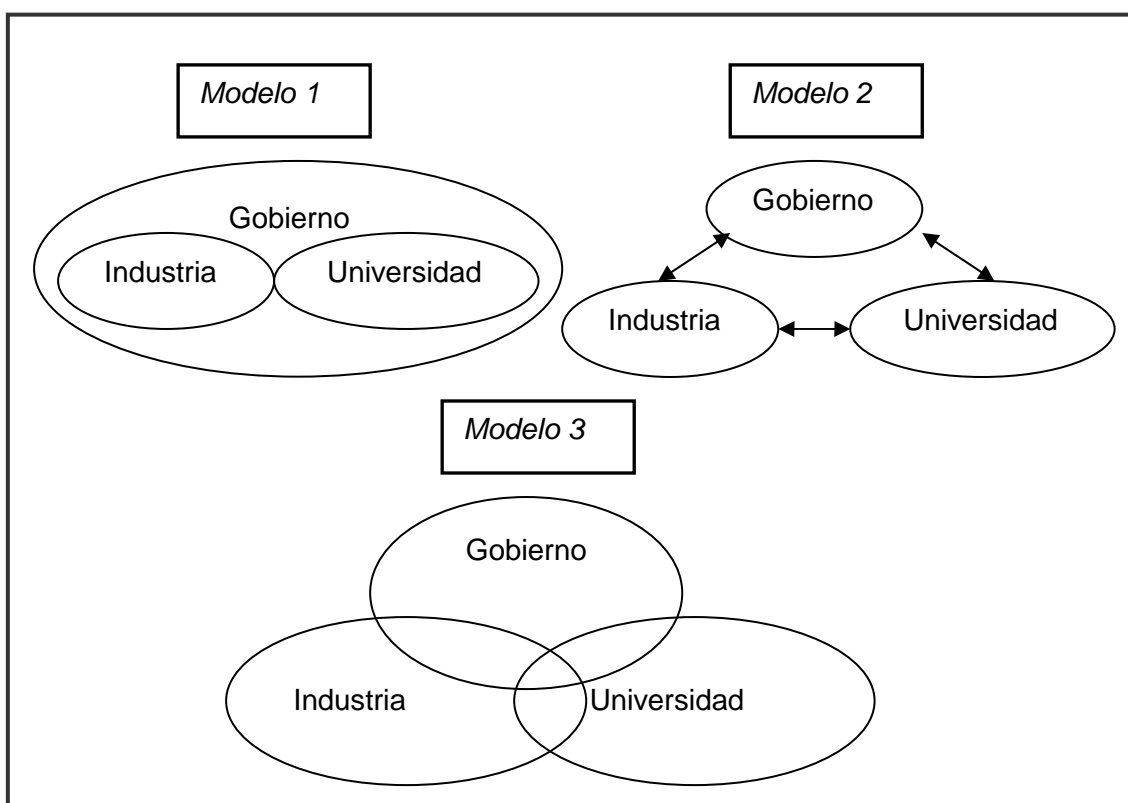 Modelo 1
Modelo 2
Gobierno
Industria
Universidad
Gobierno
Industria
Universidad
Modelo 3
Gobierno
Industria
Universidad